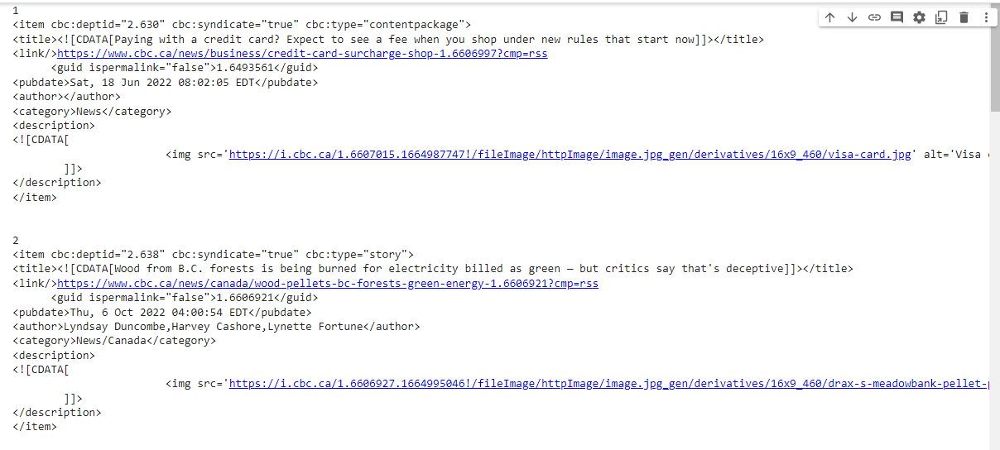 1
<item cbc:deptid="2.630" cbc:syndicate="true" cbc:type="contentpackage">
<title><![CDATA[Paying with a credit card? Expect to see a fee when you shop under new rules that start now]]></title>
<link/>https://www.cbc.ca/news/business/credit-card-surcharge-shop-1.6606997?cmp=rss
<guid ispermalink="false">1.6493561</guid>
<pubdate>Sat, 18 Jun 2022 08:02:05 EDT</pubdate>
<author></author>
<category>News</category>
<description>
<![CDATA[
<img src='https://i.cbc.ca/1.6607015.1664987747!/fileImage/httpImage/image.jpg_gen/derivatives/16x9_460/visa-card.jpg' alt='Visa
]]>
</description>
</item>
2
<item cbc:deptid="2.638" cbc:syndicate="true" cbc:type="story">
<title><![CDATA[Wood from B.C. forests is being burned for electricity billed as green — but critics say that's deceptive]]></title>
<link/>https://www.cbc.ca/news/canada/wood-pellets-bc-forests-green-energy-1.6606921?cmp=rss
<guid ispermalink="false">1.6606921</guid>
<pubdate>Thu, 6 Oct 2022 04:00:54 EDT</pubdate>
<author>Lyndsay Duncombe,Harvey Cashore,Lynette Fortune</author>
<category>News/Canada</category>
<description>
<![CDATA[
<img src='https://i.cbc.ca/1.6606927.1664995046!/fileImage/httpImage/image.jpg_gen/derivatives/16x9_460/drax-s-meadowbank-pellet-
]]>
</description>
</item>